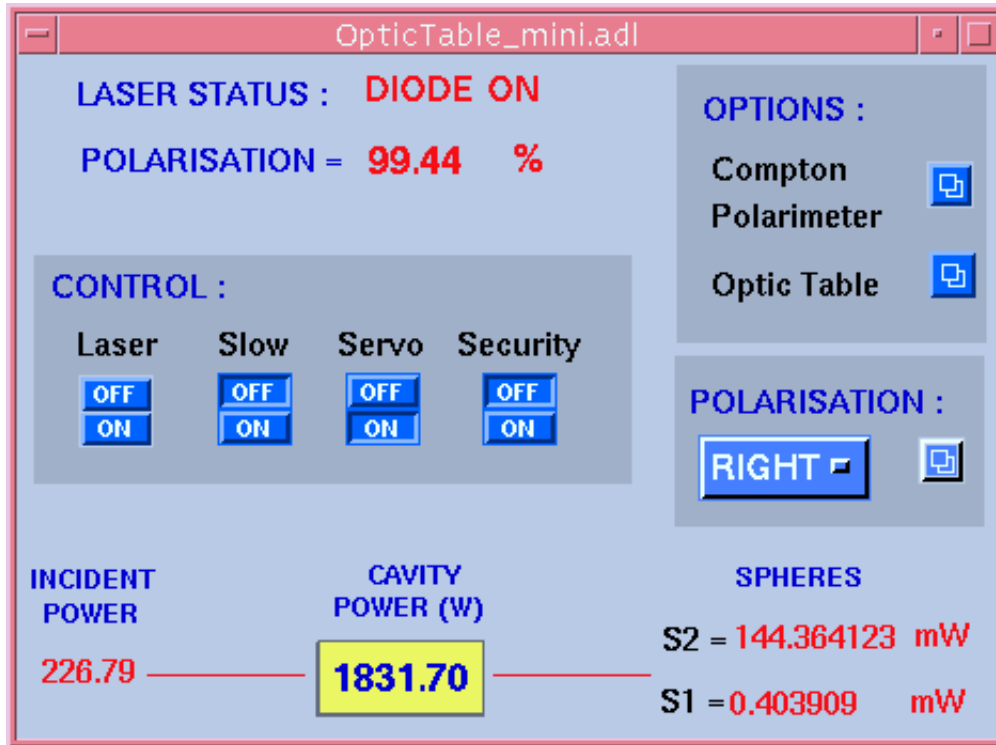 OpticTable_mini.adl
LASER STATUS : DIODE ON
POLARISATION = 99.44 %
OPTIONS :
Compton
Polarimeter
Optic Table
CONTROL :
Laser Slow Servo Security
OFF OFF OFF OFF
ON ON ON ON
POLARISATION :
RIGHT
INCIDENT
POWER
226.79
CAVITY
POWER (W)
1831.70
SPHERES
S2 = 144.364123 mW
S1 = 0.403909 mW